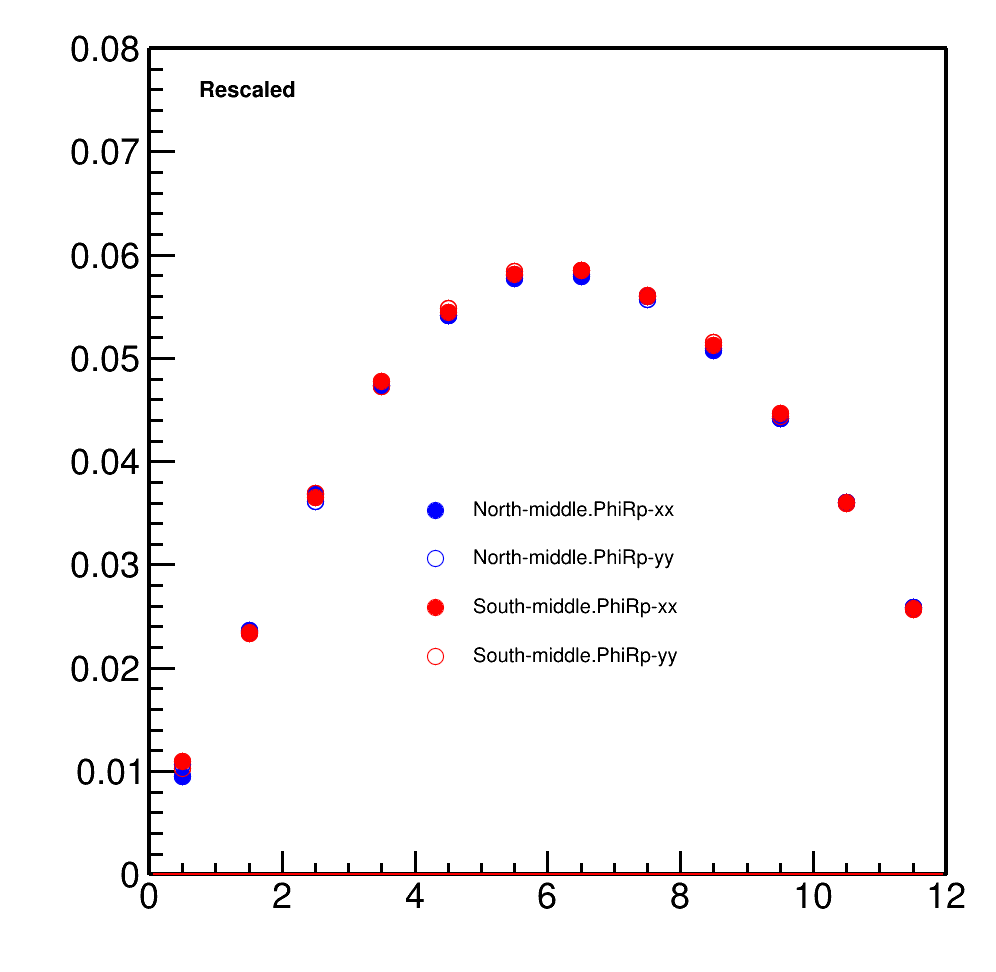 0.08
Rescaled
0.07
0.06
0.05
0.04
North-middle.PhiRp-xx
North-middle.PhiRp-yy
0.03
South-middle.PhiRp-xx
South-middle.PhiRp-yy
0.02
0.01
0
0 2 4 6 8 10 12